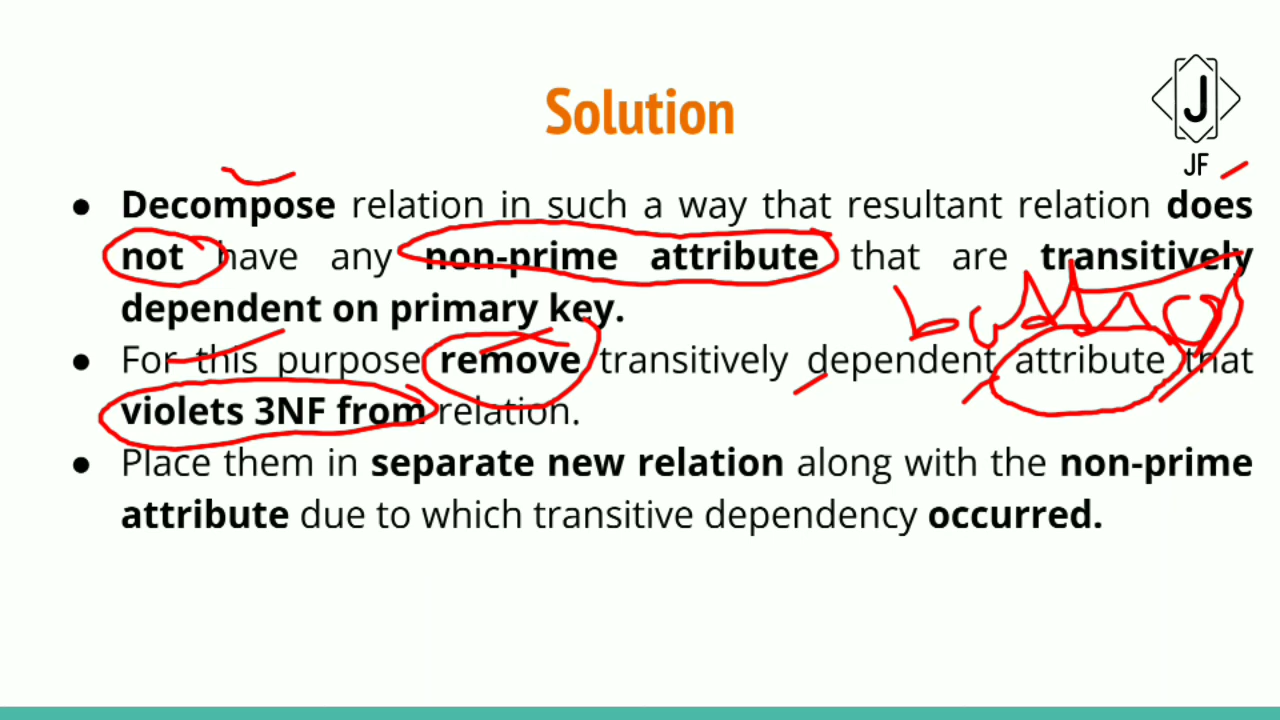 J
JF
Solution
● Decompose relation in such a way that resultant relation does
not have any non-prime attribute that are transitively
dependent on primary key.
● For this purpose remove transitively dependent attribute that
violets 3NF from relation.
● Place them in separate new relation along with the non-prime
attribute due to which transitive dependency occurred.